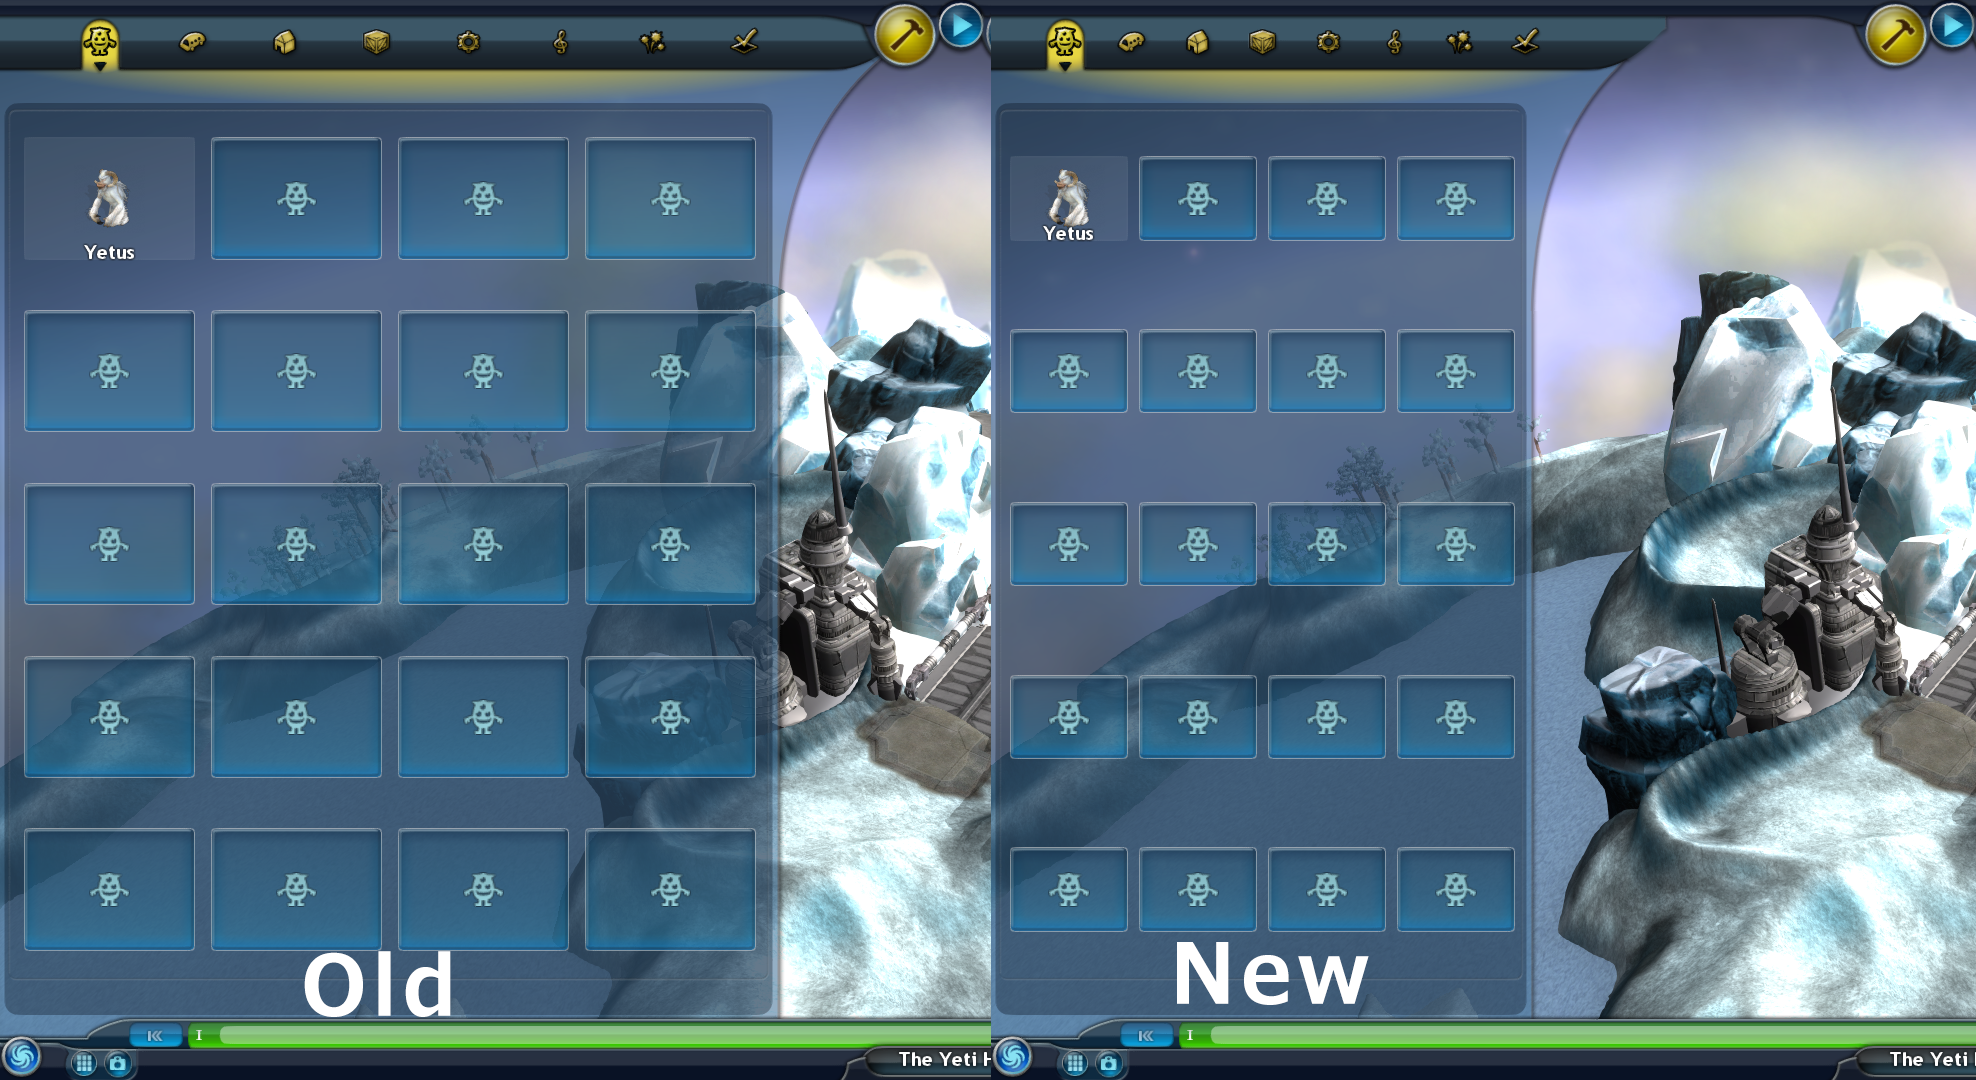 Yetus
Yetus
Old
New
I
I
The Yeti H
The Yeti